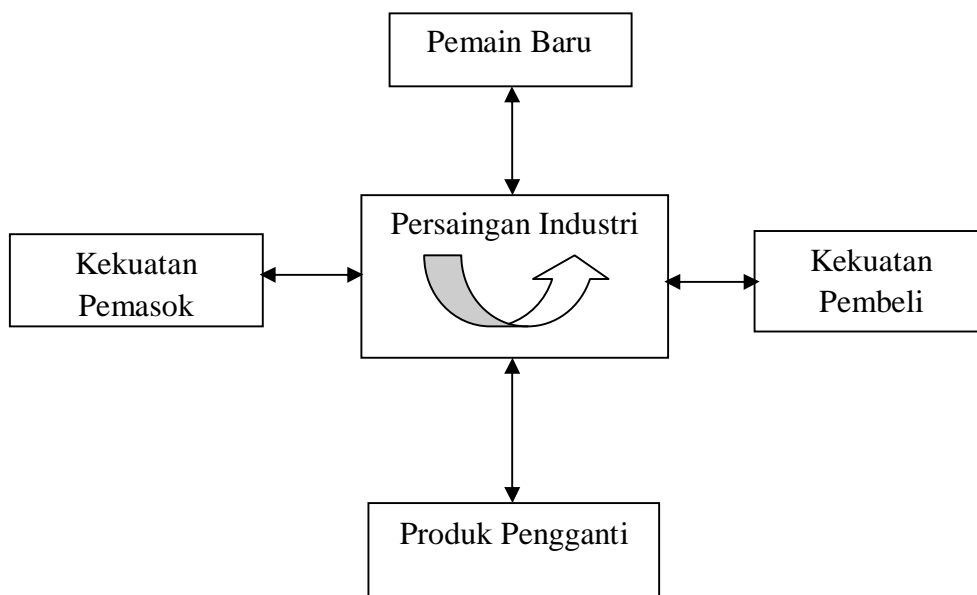 Pemain Baru
Persaingan Industri
Kekuatan
Pemasok
Kekuatan
Pembeli
Produk Pengganti